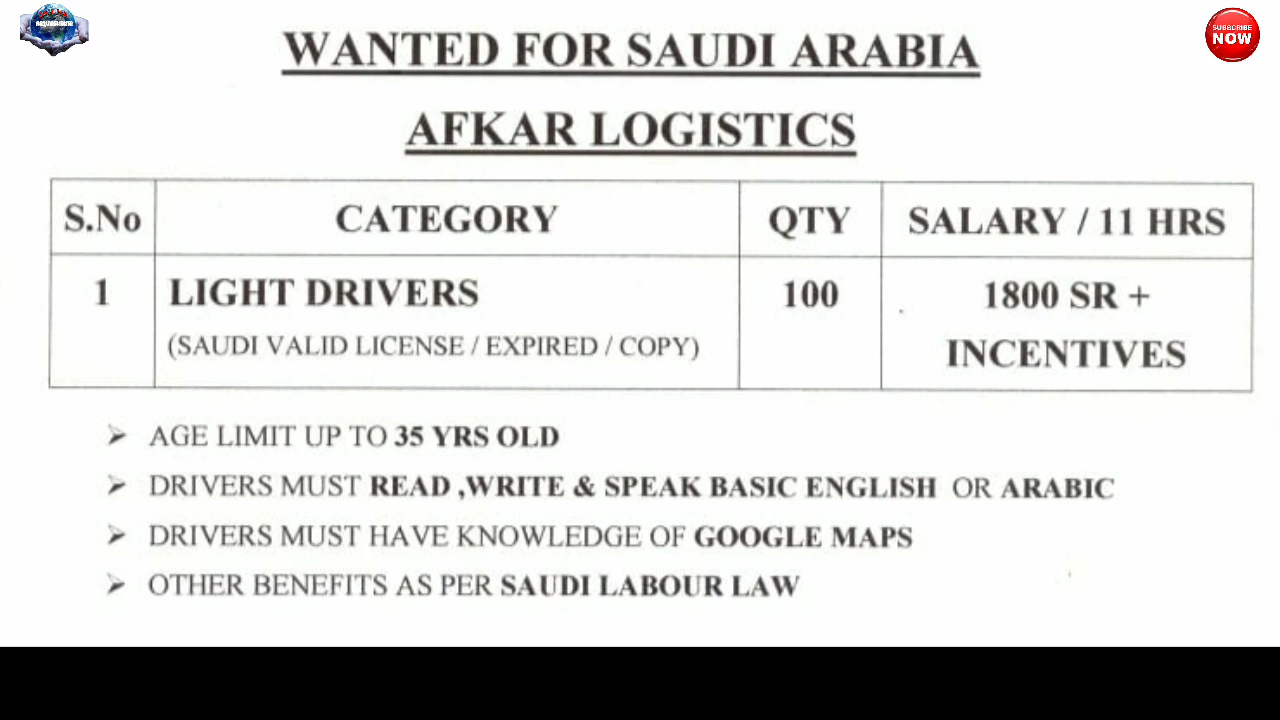 WANTED FOR SAUDI ARABIA
SUBSCRIBE
NOW
AFKAR LOGISTICS
S.No CATEGORY QTY SALARY / 11 HRS
1 LIGHT DRIVERS 100 1800 SR +
(SAUDI VALID LICENSE / EXPIRED / COPY) INCENTIVES
➢ AGE LIMIT UP TO 35 YRS OLD
➢ DRIVERS MUST READ ,WRITE & SPEAK BASIC ENGLISH OR ARABIC
➢ DRIVERS MUST HAVE KNOWLEDGE OF GOOGLE MAPS
➢ OTHER BENEFITS AS PER SAUDI LABOUR LAW